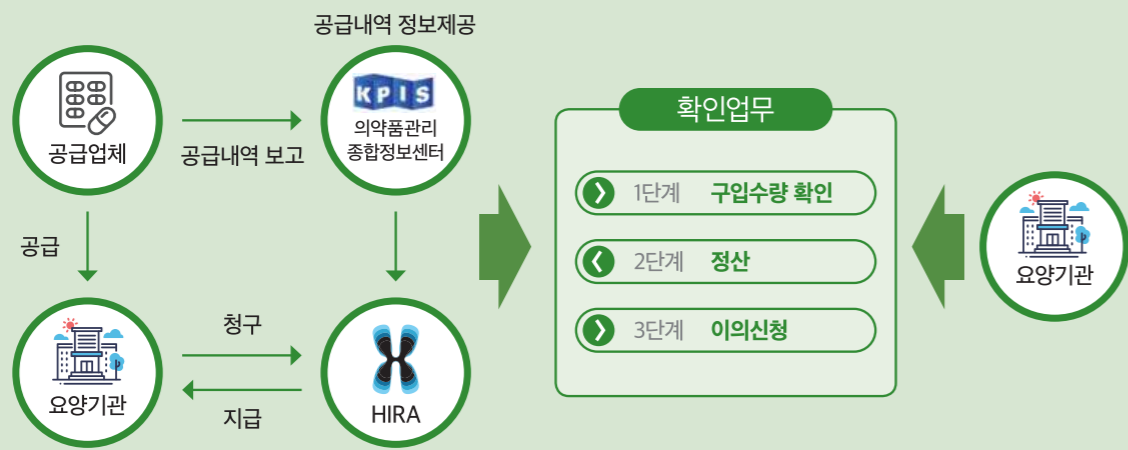 공급내역 정보제공
공급업체
공급내역 보고
KPIS
의약품관리
종합정보센터
공급
요양기관
청구
지급
HIRA
확인업무
1단계 구입수량 확인
2단계 정산
3단계 이의신청
요양기관